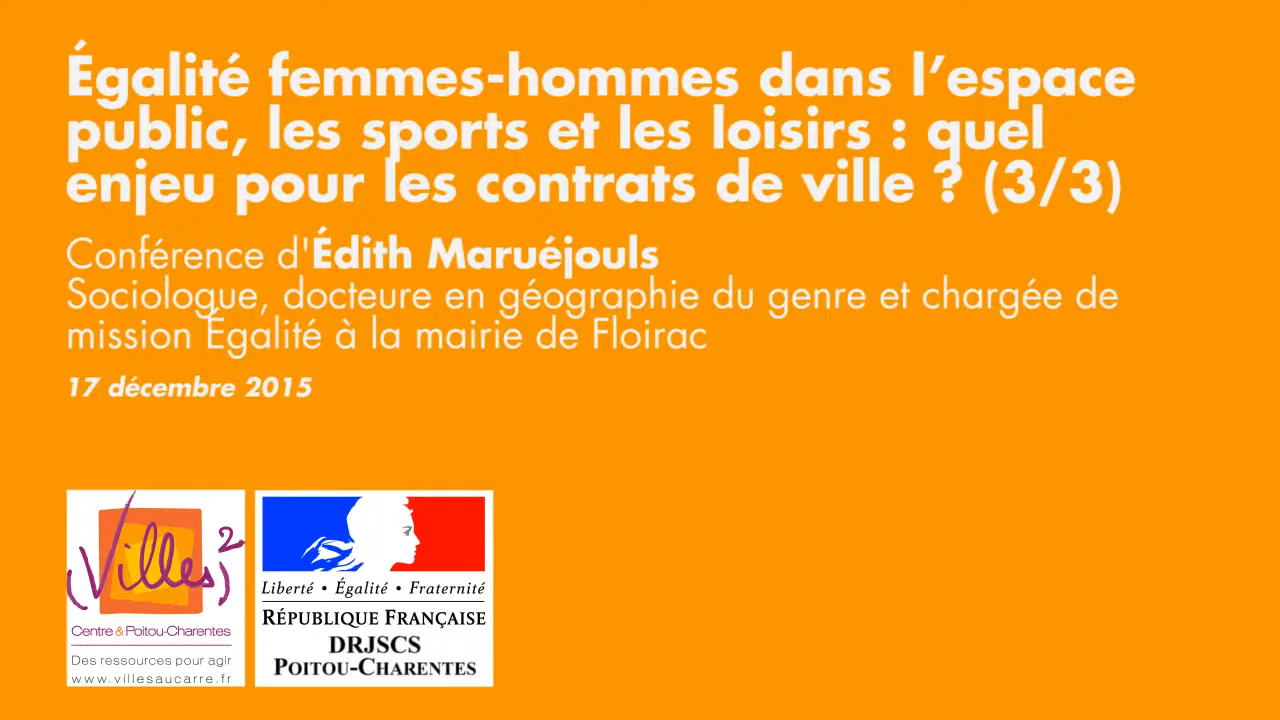 Égalité femmes-hommes dans l’espace
public, les sports et les loisirs : quel
enjeu pour les contrats de ville ? (3/3)
Conférence d'Édith Maruéjouls
Sociologue, docteure en géographie du genre et chargée de
mission Égalité à la mairie de Floirac
17 décembre 2015
(Villes)²
Centre & Poitou-Charentes
Des ressources pour agir
www.villesaucarre.fr
Liberté • Égalité • Fraternité
RÉPUBLIQUE FRANÇAISE
DRJSCS
POITOU-CHARENTES